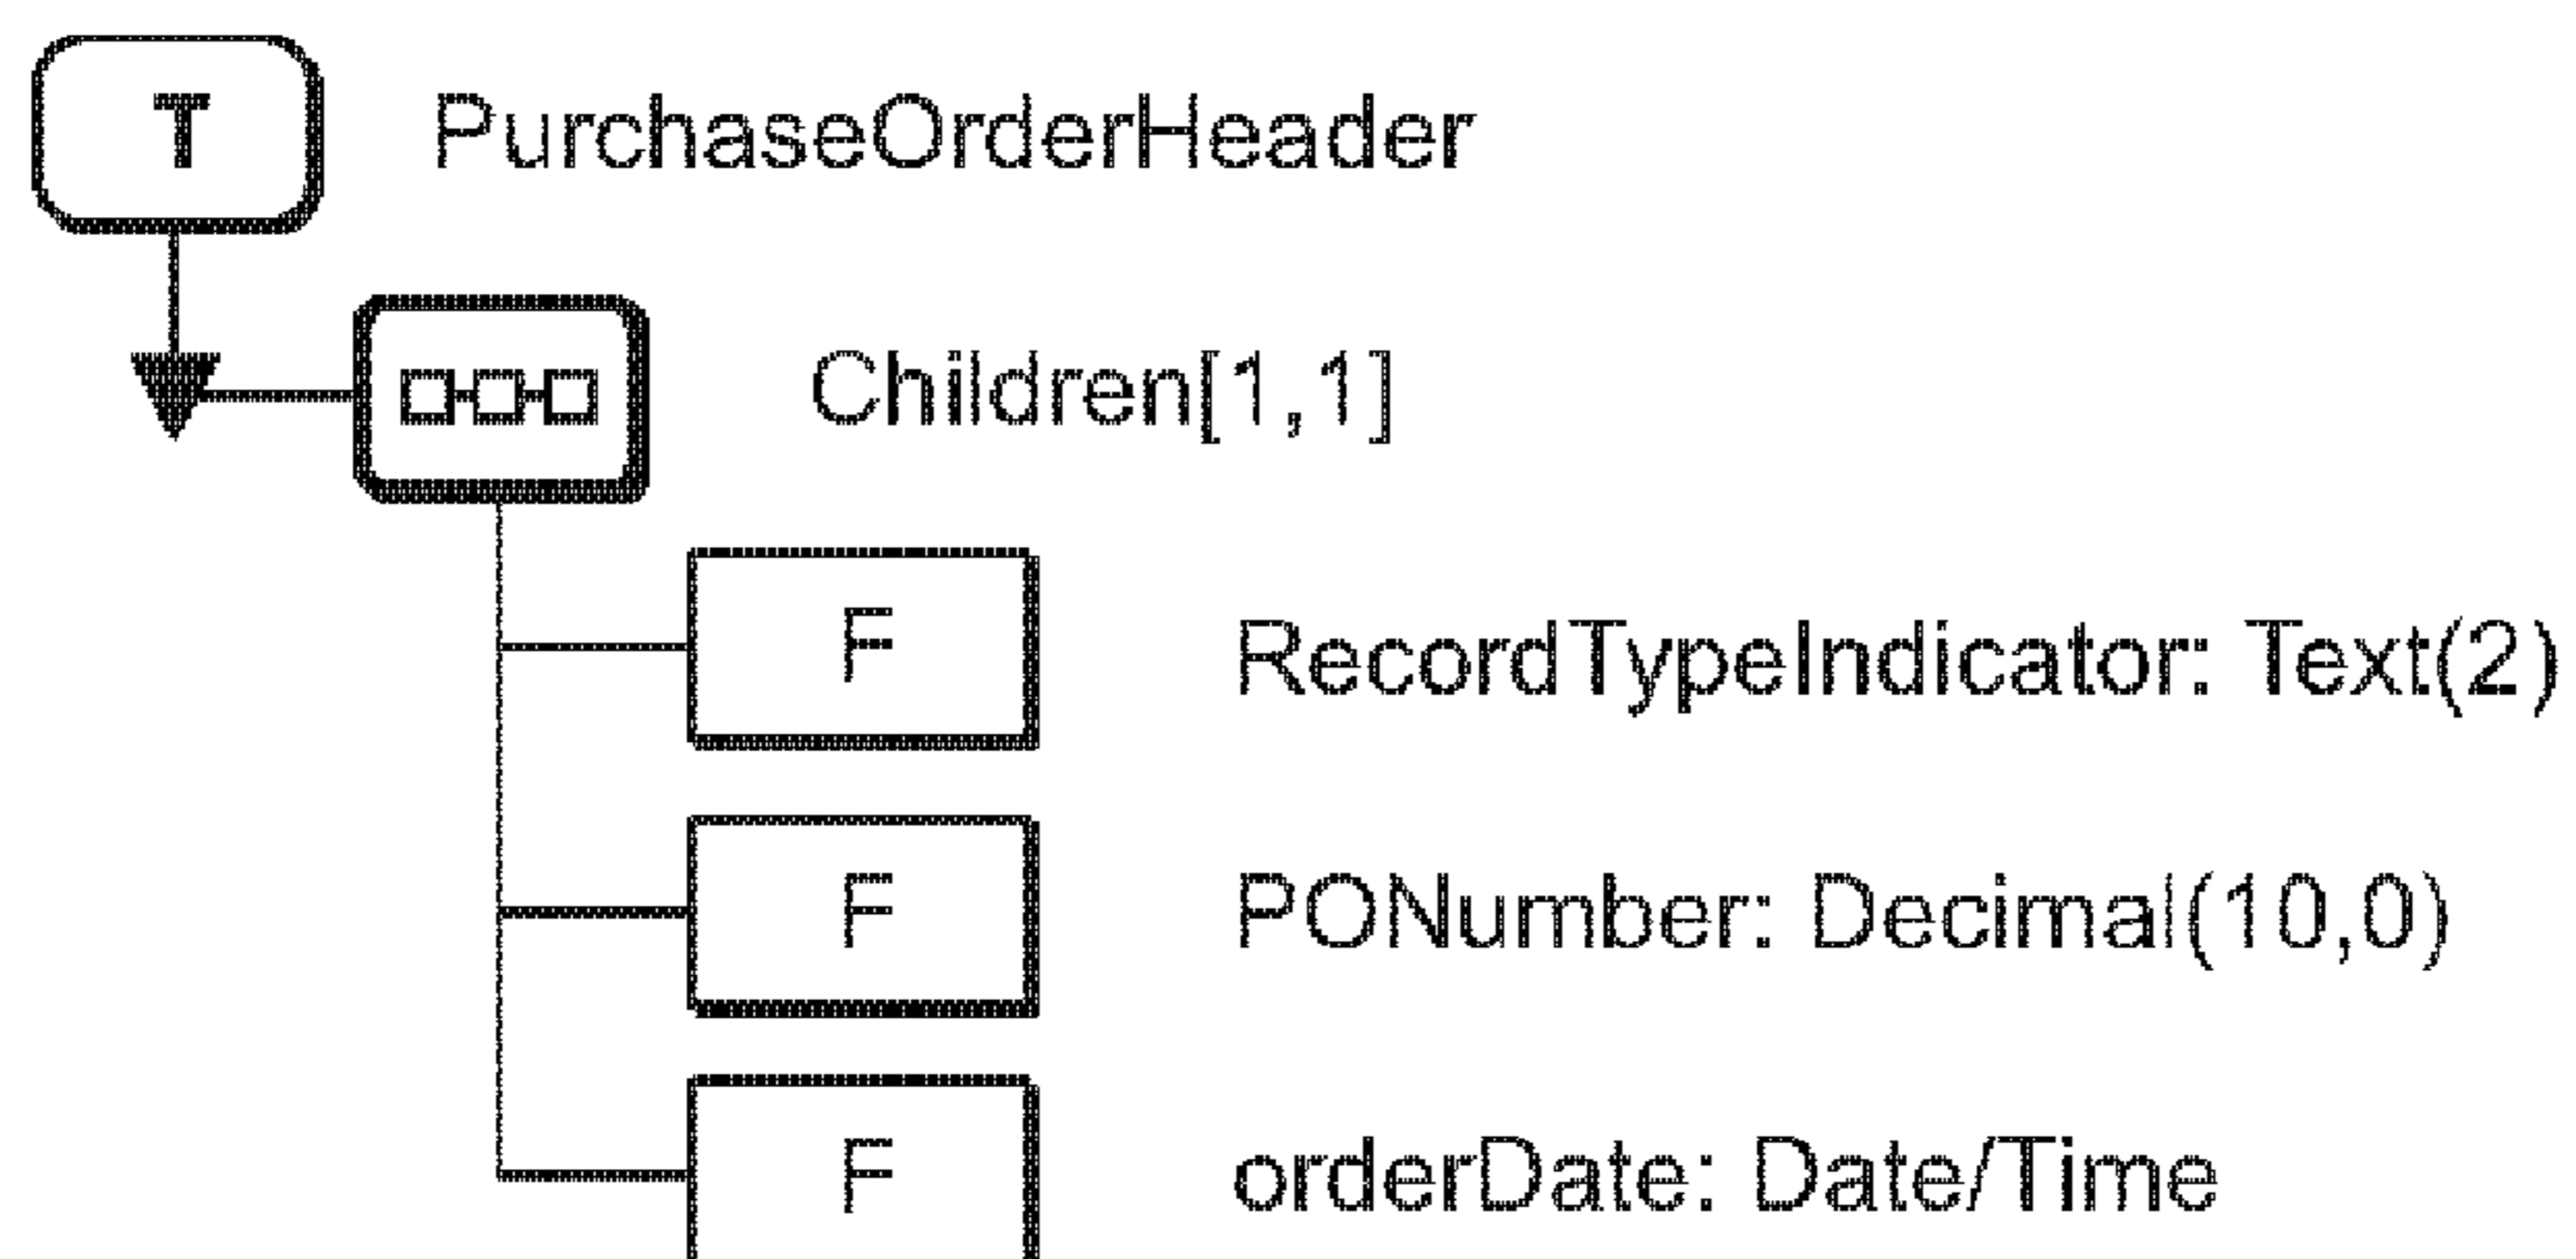 T PurchaseOrderHeader
Children[1,1]
F RecordTypeIndicator: Text(2)
F PONumber: Decimal(10,0)
F orderDate: Date/Time